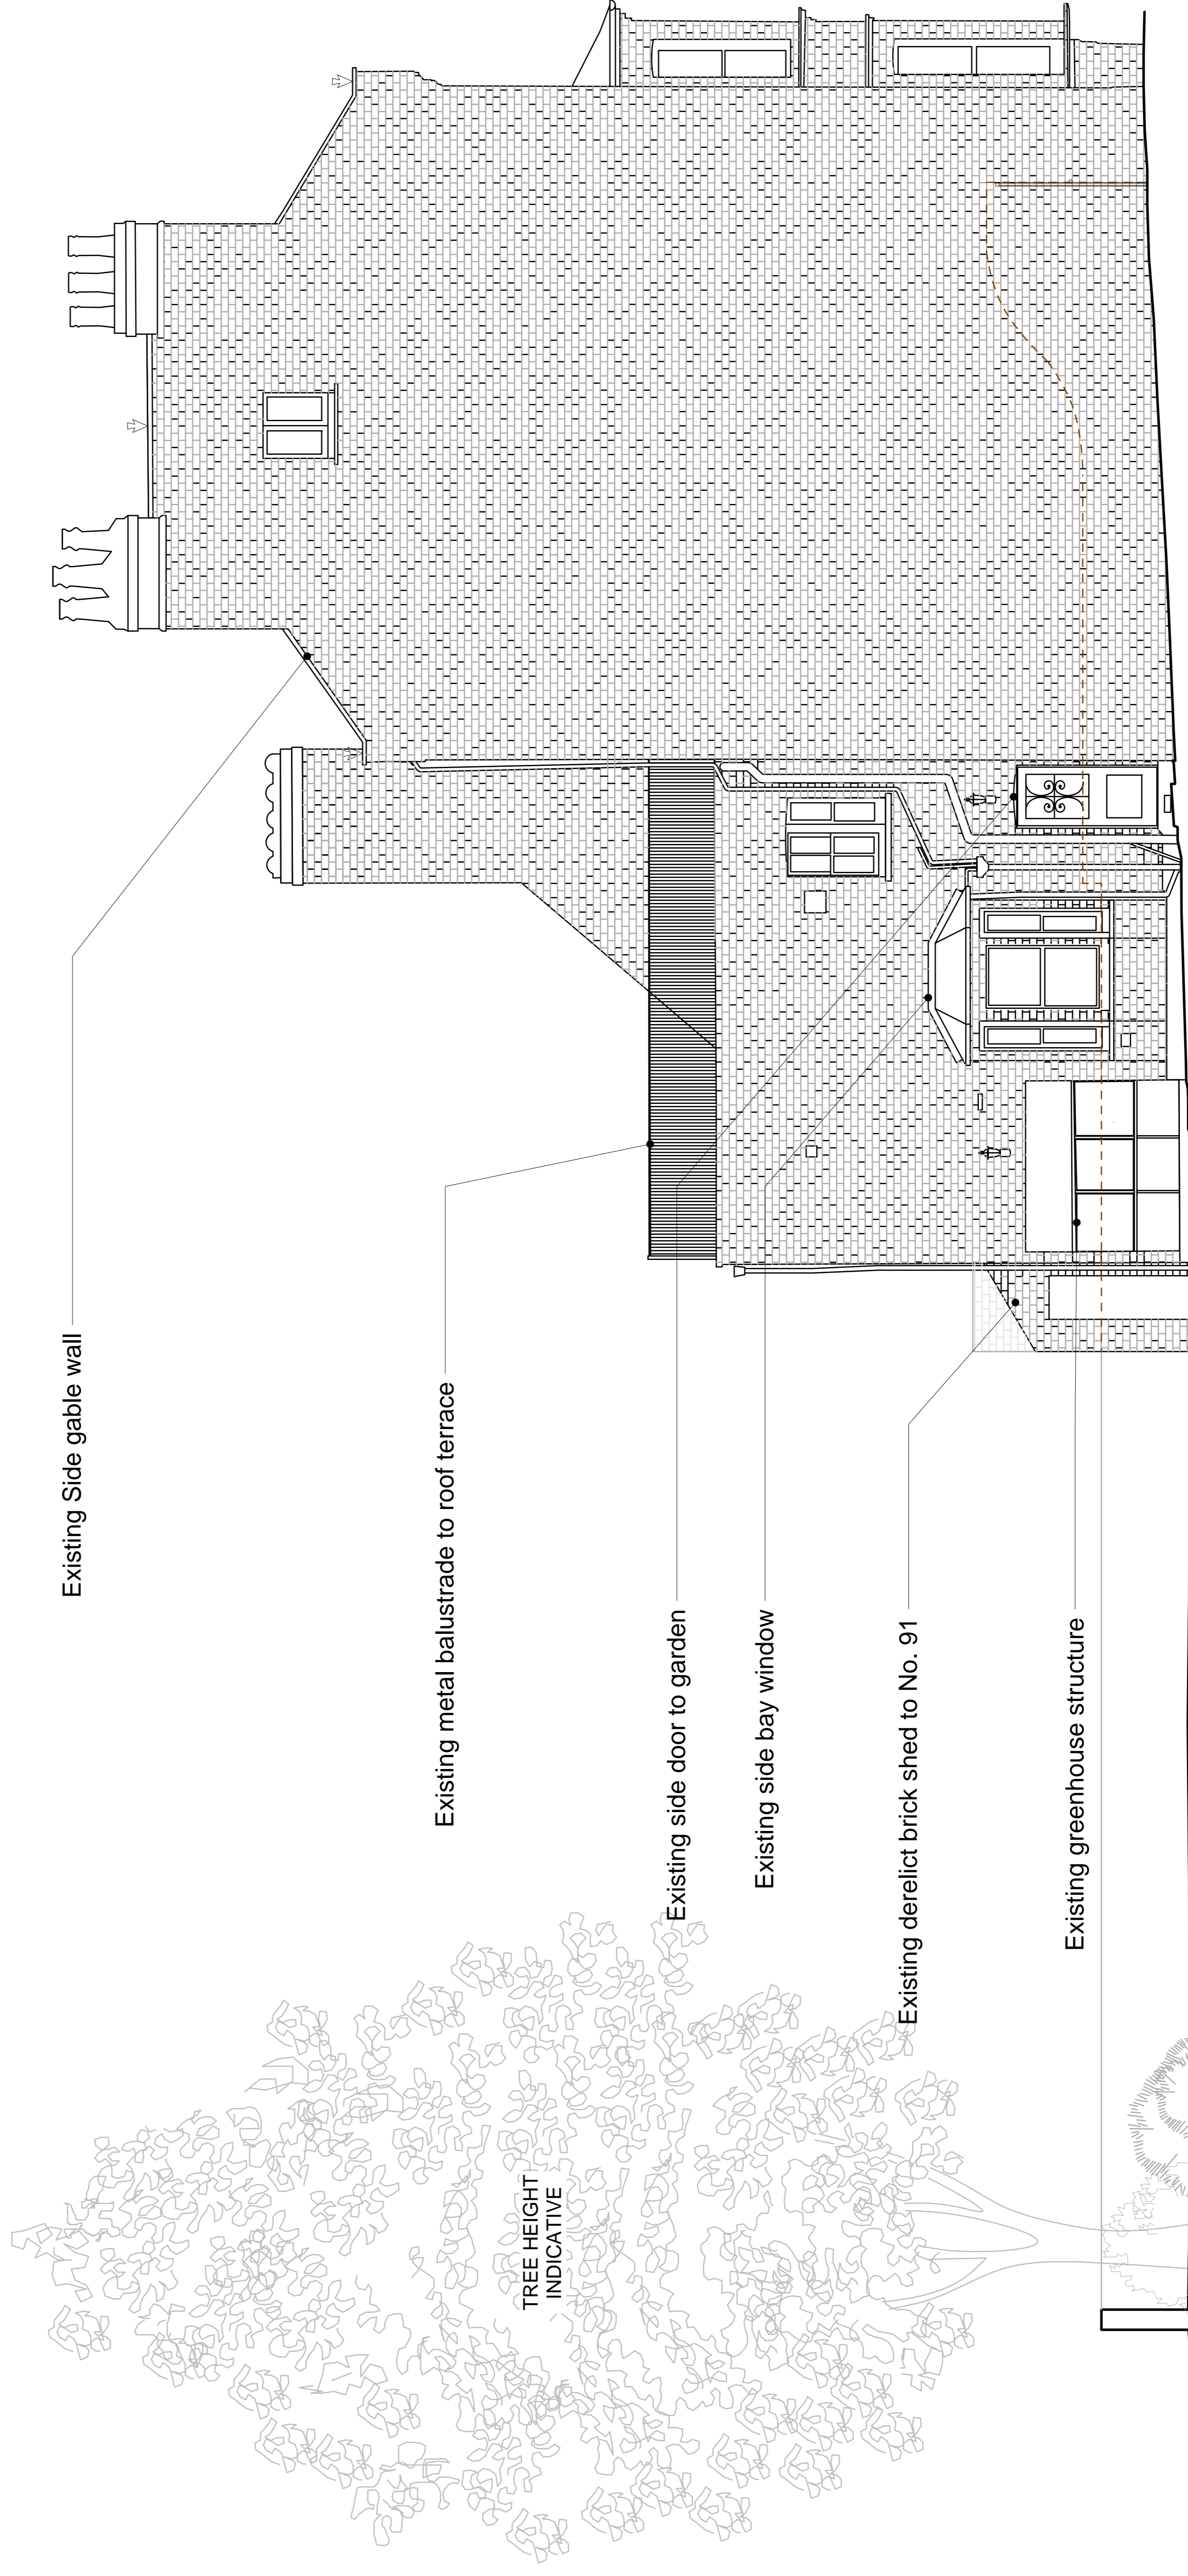 Existing Side gable wall
Existing metal balustrade to roof terrace
Existing side door to garden
Existing side bay window
Existing derelict brick shed to No. 91
Existing greenhouse structure
TREE HEIGHT
INDICATIVE